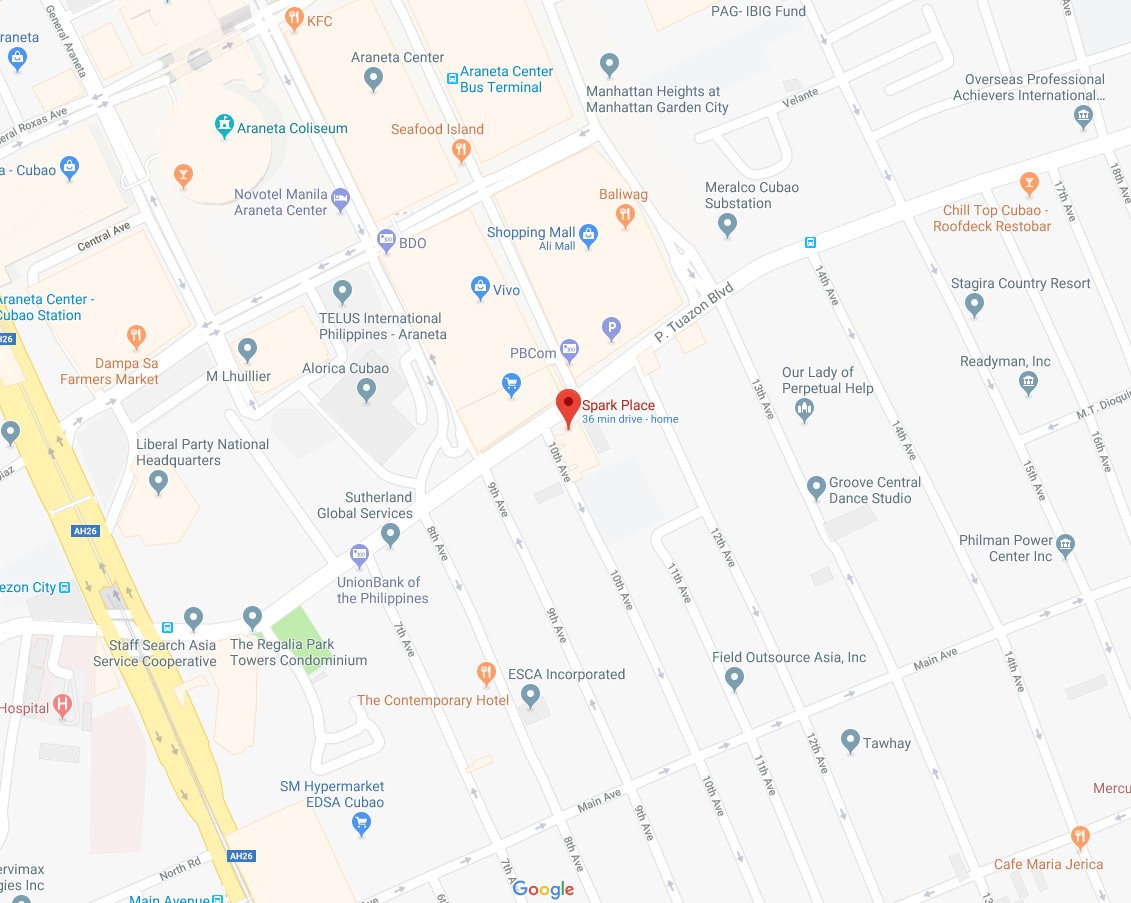 PAG- IBIG Fund
General Araneta
KFC
raneta
Araneta Center
Araneta Center
Bus Terminal
Manhattan Heights at
Manhattan Garden City
Velante
Overseas Professional
Achievers International...
eral Roxas Ave
Araneta Coliseum
Seafood Island
a - Cubao
Novotel Manila
Araneta Center
Baliwag
Meralco Cubao
Substation
17th Ave
18th Ave
Chill Top Cubao -
Roofdeck Restobar
Central Ave
BDO
Shopping Mall
Ali Mall
14th Ave
Stagira Country Resort
Araneta Center -
Cubao Station
Vivo
P. Tuazon Blvd
TELUS International
Philippines - Araneta
H26
PBCom
P
Dampa Sa
Farmers Market
M Lhuillier
Alorica Cubao
Readyman, Inc
Our Lady of
Perpetual Help
13th Ave
M.T. Dioquin
Spark Place
36 min drive - home
14th Ave
16th Ave
Liberal Party National
Headquarters
10th Ave
Diaz
15th Ave
Groove Central
Dance Studio
Sutherland
Global Services
9th Ave
AH26
8th Ave
12th Ave
Philman Power
Center Inc
UnionBank of
the Philippines
11th Ave
10th Ave
ezon City
9th Ave
7th Ave
Staff Search Asia
Service Cooperative
The Regalia Park
Towers Condominium
Main Ave
Field Outsource Asia, Inc
14th Ave
ESCA Incorporated
The Contemporary Hotel
Hospital
H
Tawhay
12th Ave
11th Ave
10th Ave
SM Hypermarket
EDSA Cubao
Main Ave
Mercu
9th Ave
8th Ave
AH26
North Rd
7th Ave
Cafe Maria Jerica
ervimax
gies Inc
Google
Main Avenue